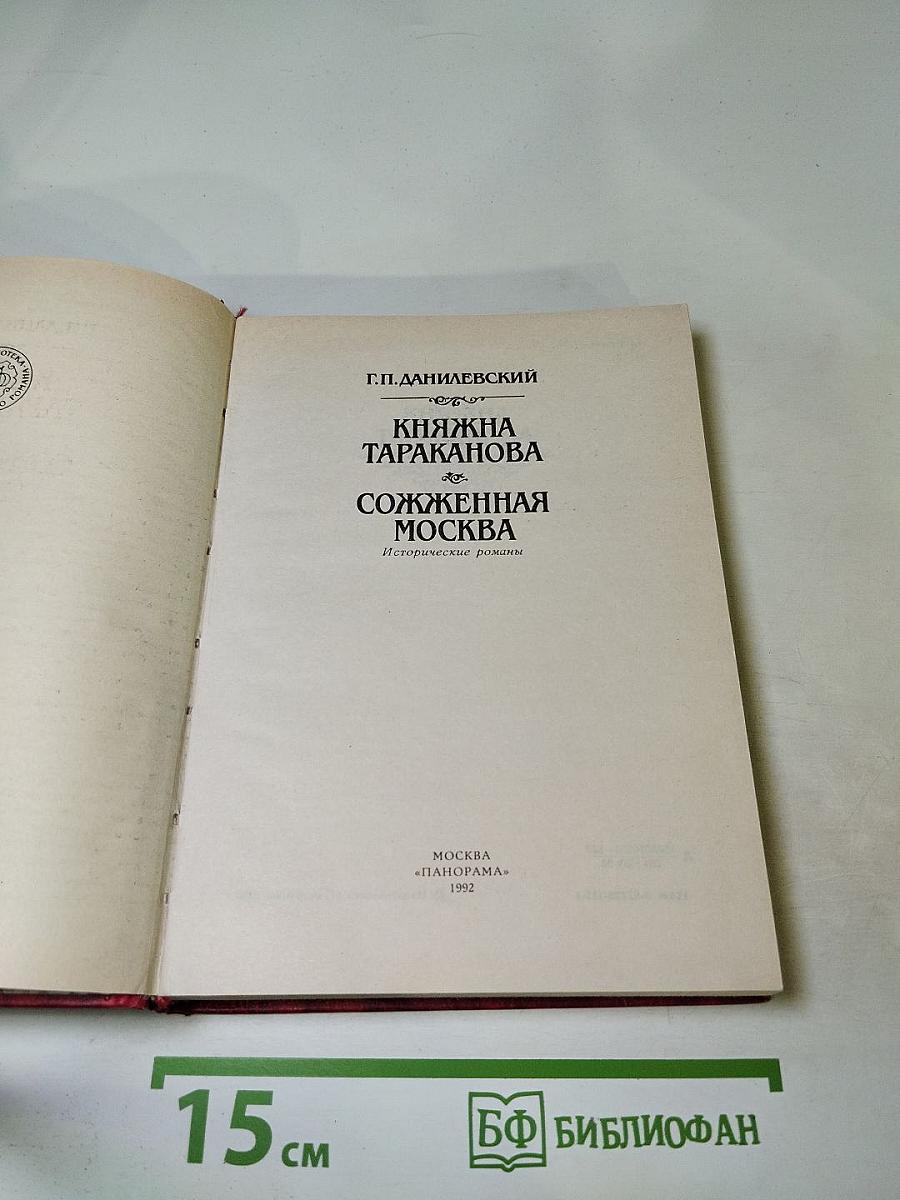 Г.П.ДАНИЛЕВСКИЙ
КНЯЖНА
ТАРАКАНОВА
СОЖЖЕННАЯ
МОСКВА
Исторические романы
МОСКВА
«ПАНОРАМА»
1992
15 см
БФ БИБЛИОФАН